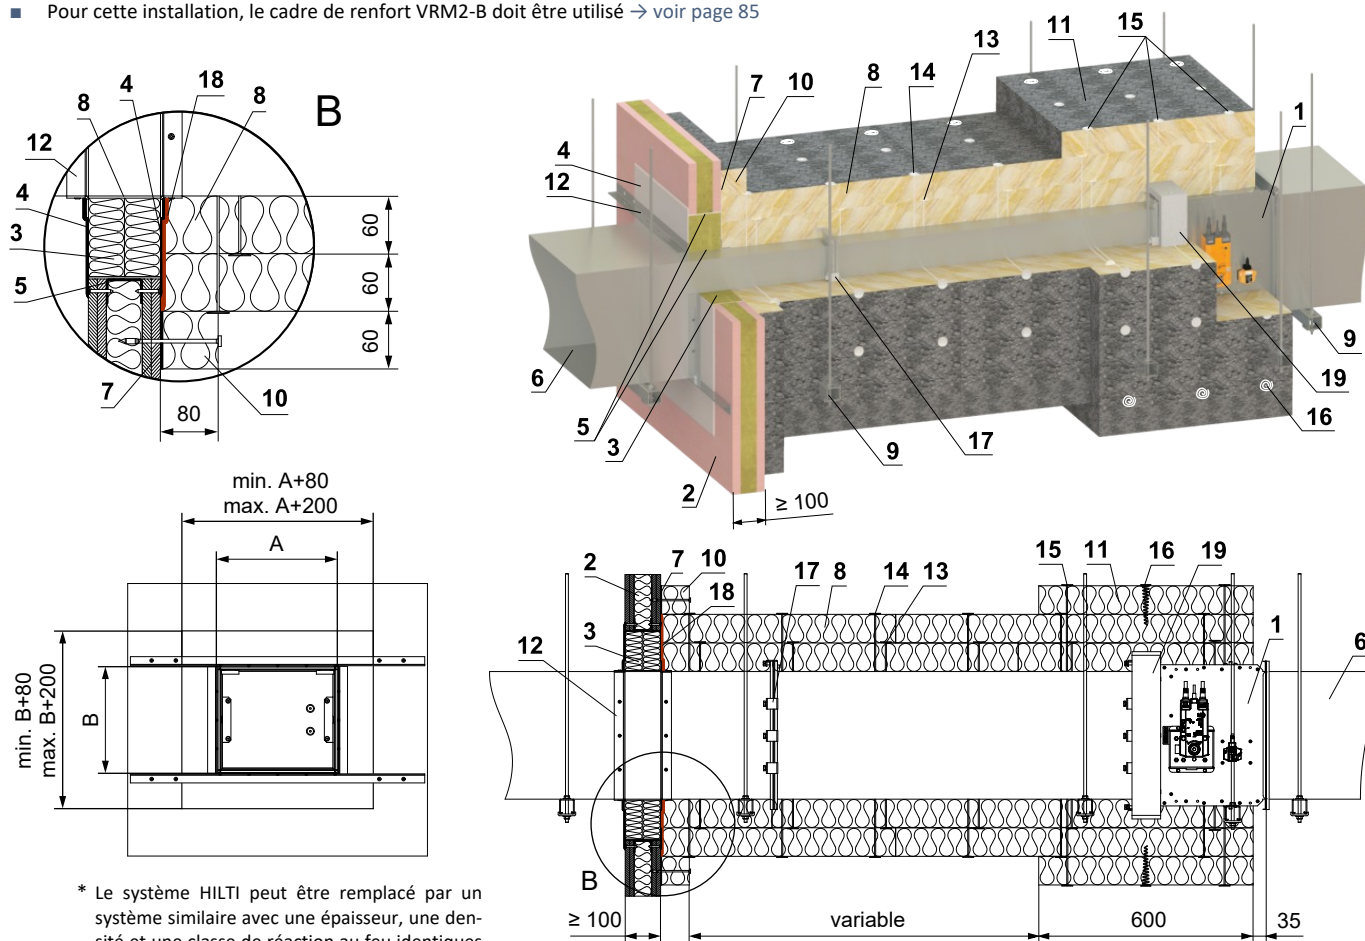 ■ Pour cette installation, le cadre de renfort VRM2-B doit être utilisé → voir page 85
8 4 18 8 B
12
4
3
5
7 10
60
60
60
80
11 15
13
14
8
10
7
1
4
12
6
5
3
2
9
17
19
16
9
≥ 100
min. A+80
max. A+200
A
min. B+80
max. B+200
B
2 7 10 17 8 14 13 15 11 16 19
18
3
12
1
6
B
≥ 100 variable 600 35
* Le système HILTI peut être remplacé par un
système similaire avec une épaisseur, une den-
sité et une classe de réaction au feu identiques